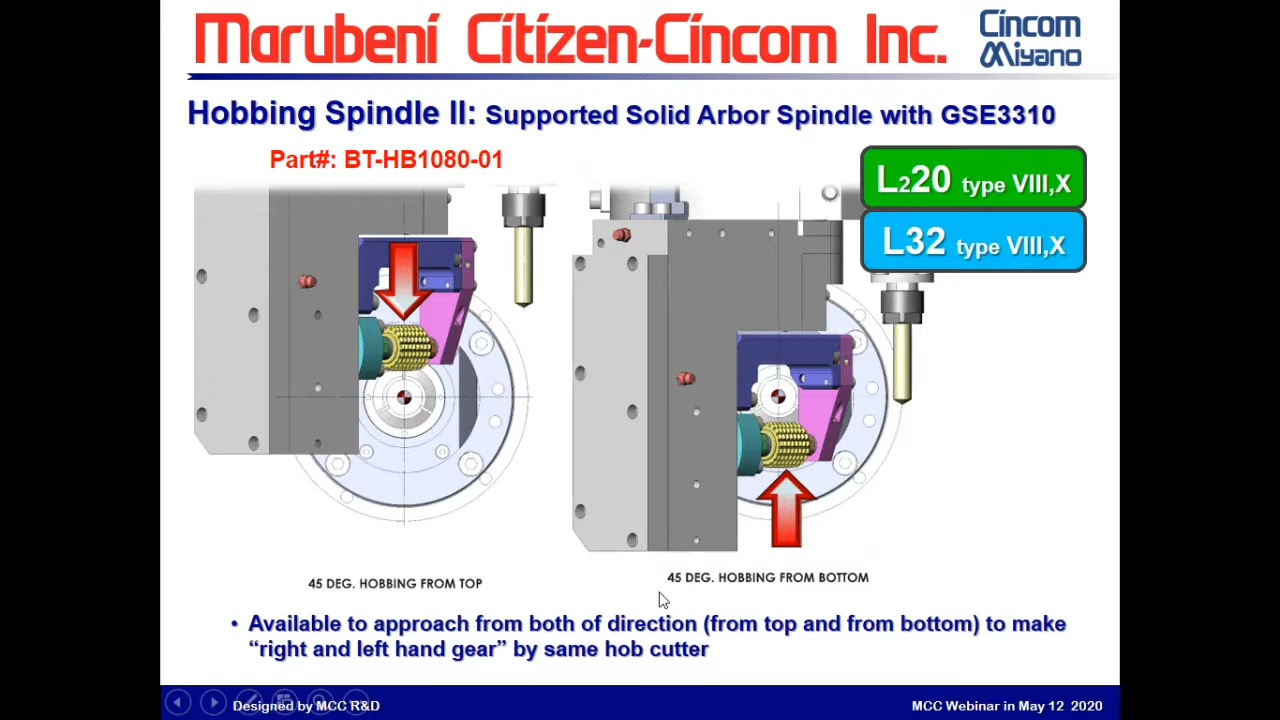 Marubeni Citizen-Cincom Inc.
Cincom
Miyano
Hobbing Spindle II: Supported Solid Arbor Spindle with GSE3310
Part#: BT-HB1080-01
L220 type VIII,X
L32 type VIII,X
45 DEG. HOBBING FROM TOP
45 DEG. HOBBING FROM BOTTOM
• Available to approach from both of direction (from top and from bottom) to make
“right and left hand gear” by same hob cutter
Designed by MCC R&D
MCC Webinar in May 12 2020